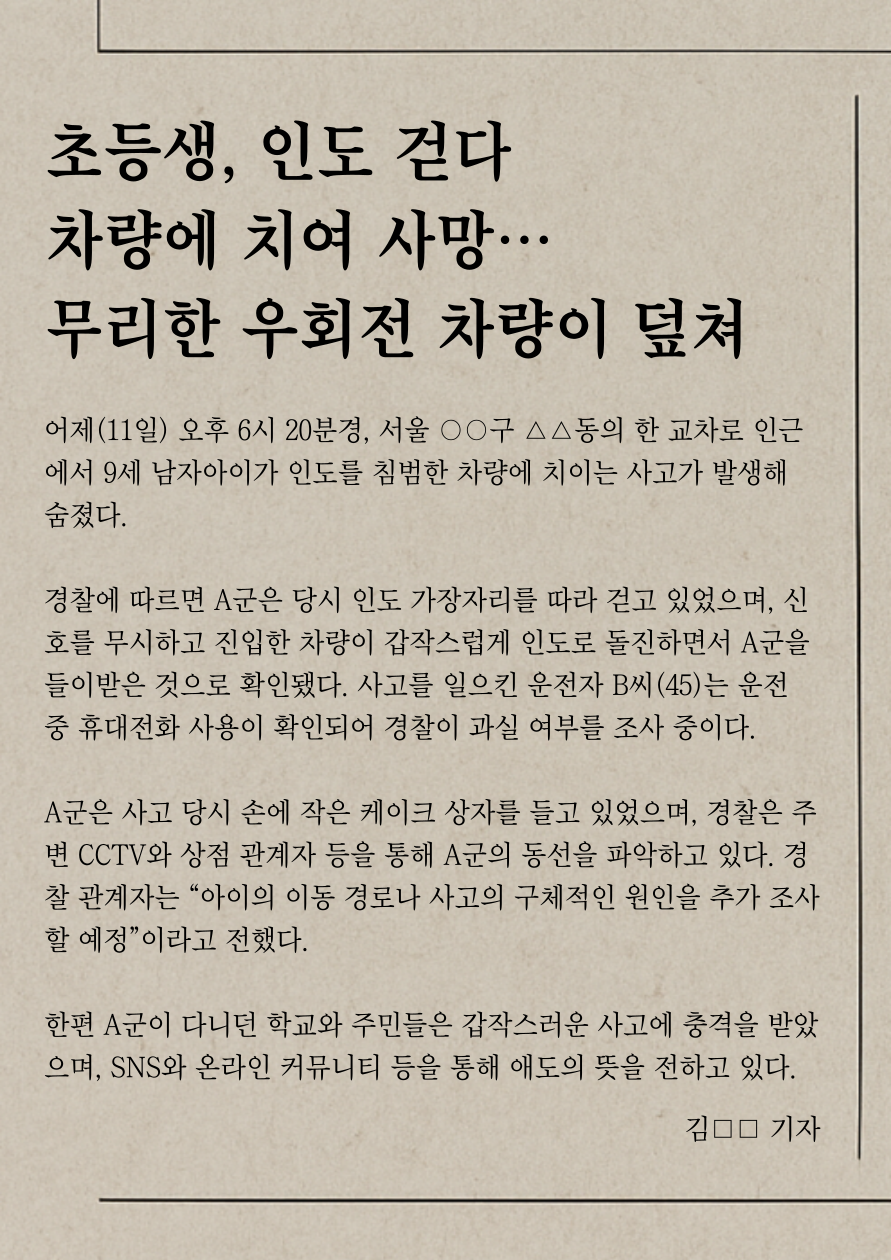 초등생, 인도 걷다
차량에 치여 사망…
무리한 우회전 차량이 덮쳐
어제(11일) 오후 6시 20분경, 서울 ○○구 △△동의 한 교차로 인근
에서 9세 남자아이가 인도를 침범한 차량에 치이는 사고가 발생해
숨졌다.
경찰에 따르면 A군은 당시 인도 가장자리를 따라 걷고 있었으며, 신
호를 무시하고 진입한 차량이 갑작스럽게 인도로 돌진하면서 A군을
들이받은 것으로 확인됐다. 사고를 일으킨 운전자 B씨(45)는 운전
중 휴대전화 사용이 확인되어 경찰이 과실 여부를 조사 중이다.
A군은 사고 당시 손에 작은 케이크 상자를 들고 있었으며, 경찰은 주
변 CCTV와 상점 관계자 등을 통해 A군의 동선을 파악하고 있다. 경
찰 관계자는 “아이의 이동 경로나 사고의 구체적인 원인을 추가 조사
할 예정”이라고 전했다.
한편 A군이 다니던 학교와 주민들은 갑작스러운 사고에 충격을 받았
으며, SNS와 온라인 커뮤니티 등을 통해 애도의 뜻을 전하고 있다.
김□□ 기자